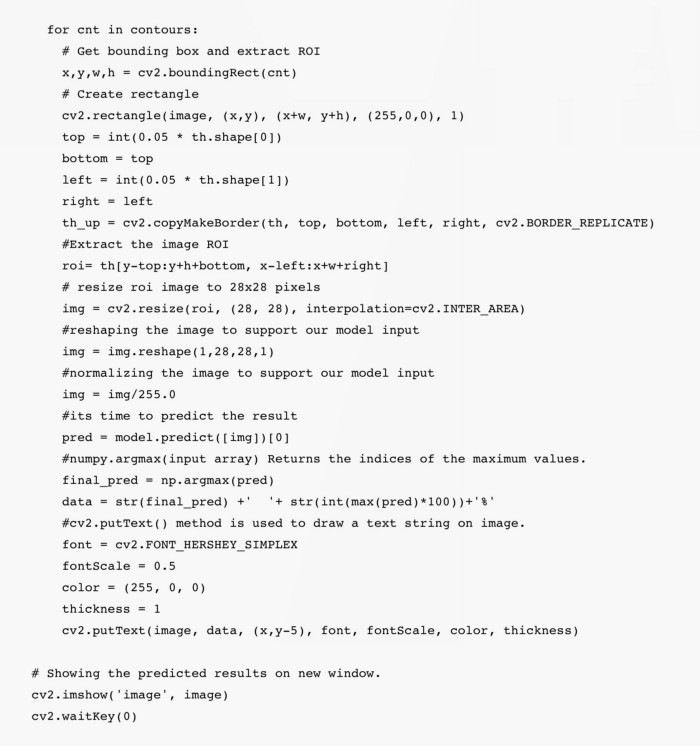 for cnt in contours:
# Get bounding box and extract ROI
x,y,w,h = cv2.boundingRect(cnt)
# Create rectangle
cv2.rectangle(image, (x,y), (x+w, y+h), (255,0,0), 1)
top = int(0.05 * th.shape[0])
bottom = top
left = int(0.05 * th.shape[1])
right = left
th_up = cv2.copyMakeBorder(th, top, bottom, left, right, cv2.BORDER_REPLICATE)
#Extract the image ROI
roi= th[y-top:y+h+bottom, x-left:x+w+right]
# resize roi image to 28x28 pixels
img = cv2.resize(roi, (28, 28), interpolation=cv2.INTER_AREA)
#reshaping the image to support our model input
img = img.reshape(1,28,28,1)
#normalizing the image to support our model input
img = img/255.0
#its time to predict the result
pred = model.predict([img])[0]
#numpy.argmax(input array) Returns the indices of the maximum values.
final_pred = np.argmax(pred)
data = str(final_pred) +'  '+ str(int(max(pred)*100))+'%'
#cv2.putText() method is used to draw a text string on image.
font = cv2.FONT_HERSHEY_SIMPLEX
fontScale = 0.5
color = (255, 0, 0)
thickness = 1
cv2.putText(image, data, (x,y-5), font, fontScale, color, thickness)
# Showing the predicted results on new window.
cv2.imshow('image', image)
cv2.waitKey(0)